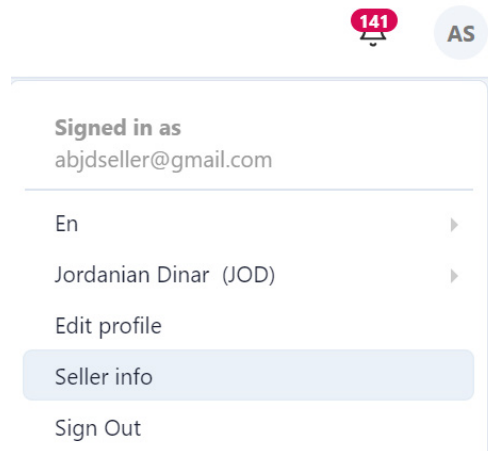 141
AS
Signed in as
abjdseller@gmail.com
En
Jordanian Dinar (JOD)
Edit profile
Seller info
Sign Out